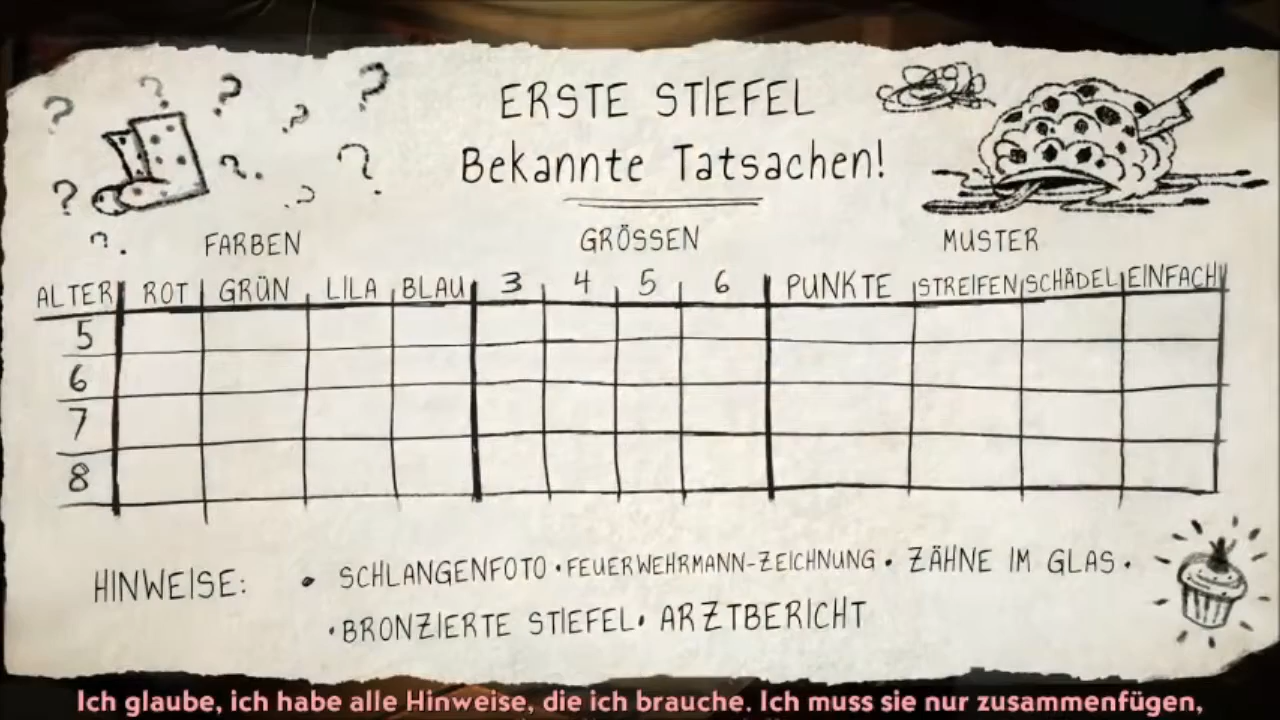 ERSTE STIEFEL
Bekannte Tatsachen!
FARBEN GRÖSSEN MUSTER
ALTER ROT GRÜN LILA BLAU 3 4 5 6 PUNKTE STREIFEN SCHÄDEL EINFACH
5
6
7
8
HINWEISE: • SCHLANGENFOTO • FEUERWEHRMANN-ZEICHNUNG • ZÄHNE IM GLAS •
• BRONZIERTE STIEFEL • ARZTBERICHT
Ich glaube, ich habe alle Hinweise, die ich brauche. Ich muss sie nur zusammenfügen,